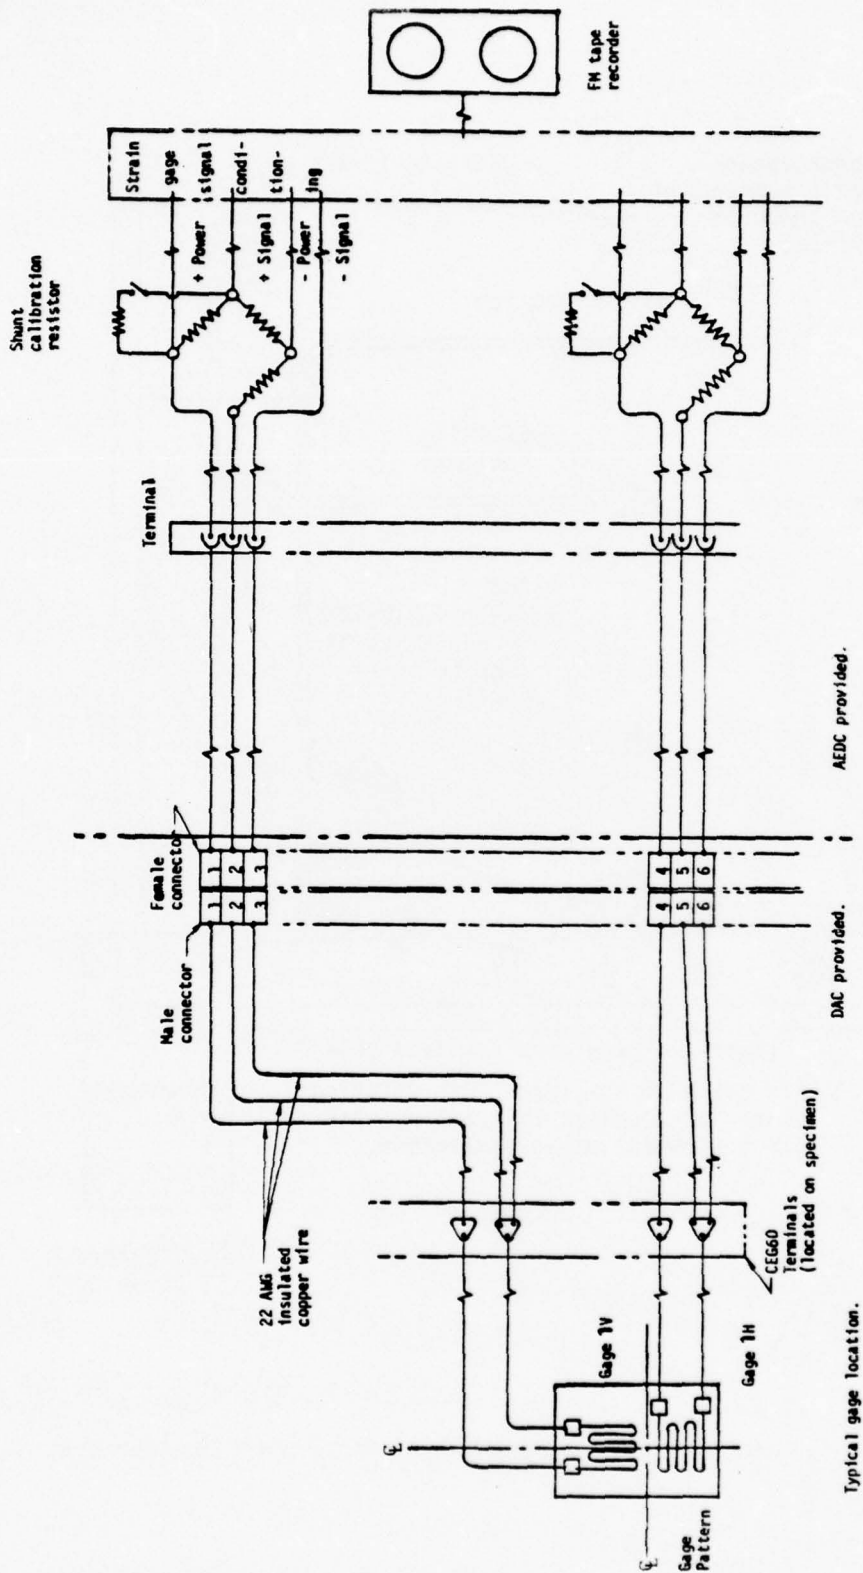 Shunt
calibration
resistor
Strain
gage
signal
condi-
tion-
ing
+ Power
+ Signal
- Power
- Signal
FM tape
recorder
Terminal
Female
connector
Male
connector
1 1
2 2
3 3
4 4
5 5
6 6
22 AWG
insulated
copper wire
AEDC provided.
DAC provided.
CEG60
Terminals
(located on specimen)
Gage 1V
Gage 1H
℄
℄
Gage
Pattern
Typical gage location.